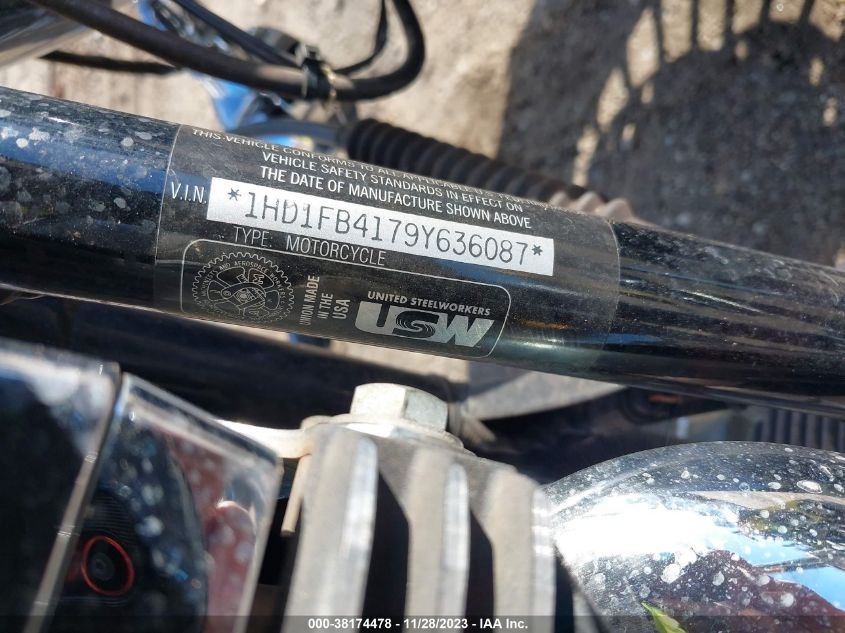 THIS VEHICLE CONFORMS TO ALL APPLICABLE U.S. FEDERAL
VEHICLE SAFETY STANDARDS IN EFFECT ON
THE DATE OF MANUFACTURE SHOWN ABOVE
V.I.N. *1HD1FB4179Y636087*
TYPE: MOTORCYCLE
UNION MADE
IN THE
USA
UNITED STEELWORKERS
USW
000-38174478 - 11/28/2023 - IAA Inc.